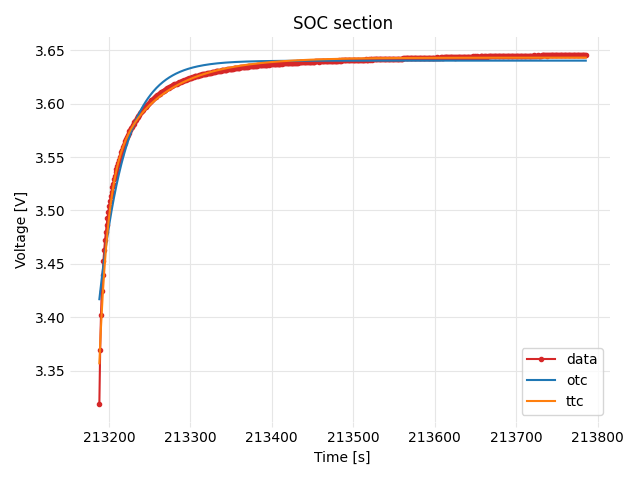 SOC section
Voltage [V]
3.65
3.60
3.55
3.50
3.45
3.40
3.35
data
otc
ttc
213200 213300 213400 213500 213600 213700 213800
Time [s]